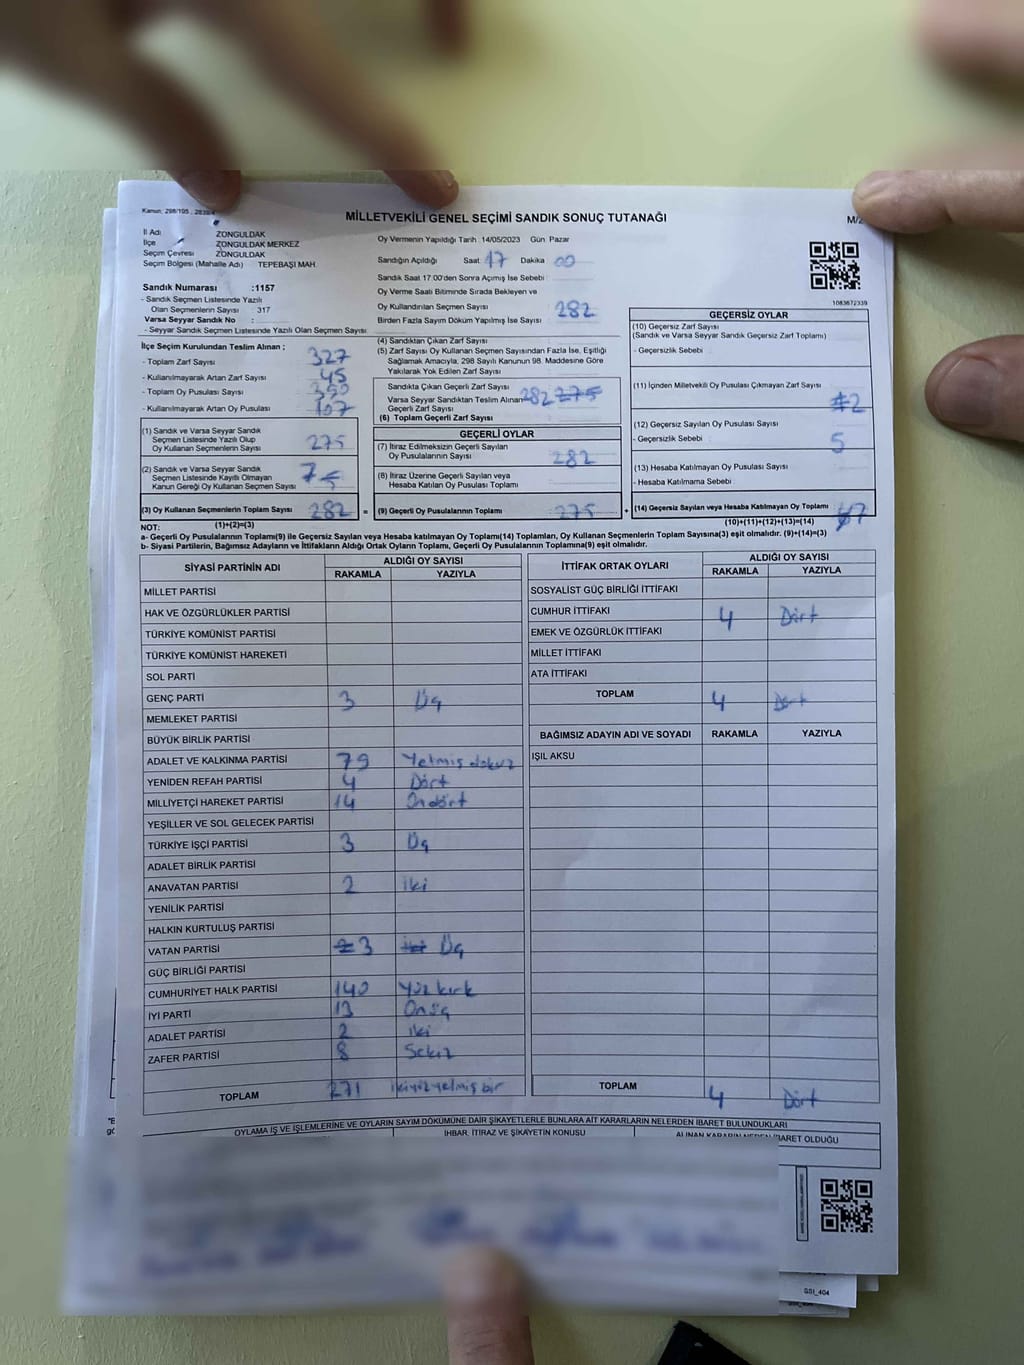 Kanun: 298/105 , 2839/4
MİLLETVEKİLİ GENEL SEÇİMİ SANDIK SONUÇ TUTANAĞI
M/2
İl Adı ZONGULDAK
İlçe ZONGULDAK MERKEZ
Seçim Çevresi ZONGULDAK
Seçim Bölgesi (Mahalle Adı) TEPEBAŞI MAH.
Sandık Numarası :1157
- Sandık Seçmen Listesinde Yazılı
Olan Seçmenlerin Sayısı 317
Varsa Seyyar Sandık No :
- Seyyar Sandık Seçmen Listesinde Yazılı Olan Seçmen Sayısı
Oy Vermenin Yapıldığı Tarih :14/05/2023 Gün Pazar
Sandığın Açıldığı Saat 17 Dakika 00
Sandık Saat 17:00'den Sonra Açımış İse Sebebi :
Oy Verme Saati Bitiminde Sırada Bekleyen ve
Oy Kullandırılan Seçmen Sayısı 282
Birden Fazla Sayım Döküm Yapılmış İse Sayısı
1083672339
İlçe Seçim Kurulundan Teslim Alınan ;
- Toplam Zarf Sayısı 327
- Kullanılmayarak Artan Zarf Sayısı 45
- Toplam Oy Pusulası Sayısı
- Kullanılmayarak Artan Oy Pusulası 107
(1) Sandık ve Varsa Seyyar Sandık
Seçmen Listesinde Yazılı Olup
Oy Kullanan Seçmenlerin Sayısı 275
(2) Sandık ve Varsa Seyyar Sandık
Seçmen Listesinde Kayıtlı Olmayan
Kanun Gereği Oy Kullanan Seçmen Sayısı 7
(3) Oy Kullanan Seçmenlerin Toplam Sayısı 282 =
(1)+(2)=(3)
(4) Sandıktan Çıkan Zarf Sayısı
(5) Zarf Sayısı Oy Kullanan Seçmen Sayısından Fazla İse, Eşitliği
Sağlamak Amacıyla, 298 Sayılı Kanunun 98. Maddesine Göre
Yakılarak Yok Edilen Zarf Sayısı
Sandıkta Çıkan Geçerli Zarf Sayısı
Varsa Seyyar Sandıktan Teslim Alınan 282 275
Geçerli Zarf Sayısı
(6) Toplam Geçerli Zarf Sayısı
GEÇERLİ OYLAR
(7) İtiraz Edilmeksizin Geçerli Sayılan
Oy Pusulalarının Sayısı 282
(8) İtiraz Üzerine Geçerli Sayılan veya
Hesaba Katılan Oy Pusulası Toplamı
(9) Geçerli Oy Pusulalarının Toplamı 275 +
GEÇERSİZ OYLAR
(10) Geçersiz Zarf Sayısı
(Sandık ve Varsa Seyyar Sandık Geçersiz Zarf Toplamı)
- Geçersizlik Sebebi :
(11) İçinden Milletvekili Oy Pusulası Çıkmayan Zarf Sayısı
2
(12) Geçersiz Sayılan Oy Pusulası Sayısı
- Geçersizlik Sebebi : 5
(13) Hesaba Katılmayan Oy Pusulası Sayısı
- Hesaba Katılmama Sebebi
(14) Geçersiz Sayılan veya Hesaba Katılmayan Oy Toplamı 7
(10)+(11)+(12)+(13)=(14)
NOT:
a- Geçerli Oy Pusulalarının Toplamı(9) ile Geçersiz Sayılan veya Hesaba katılmayan Oy Toplamı(14) Toplamları, Oy Kullanan Seçmenlerin Toplam Sayısına(3) eşit olmalıdır. (9)+(14)=(3)
b- Siyasi Partilerin, Bağımsız Adayların ve İttifakların Aldığı Ortak Oyların Toplamı, Geçerli Oy Pusulalarının Toplamına(9) eşit olmalıdır.
SİYASİ PARTİNİN ADI ALDIĞI OY SAYISI
RAKAMLA YAZIYLA
MİLLET PARTİSİ
HAK VE ÖZGÜRLÜKLER PARTİSİ
TÜRKİYE KOMÜNİST PARTİSİ
TÜRKİYE KOMÜNİST HAREKETİ
SOL PARTİ
GENÇ PARTİ 3 Üç
MEMLEKET PARTİSİ
BÜYÜK BİRLİK PARTİSİ
ADALET VE KALKINMA PARTİSİ 79 Yetmiş dokuz
YENİDEN REFAH PARTİSİ 4 Dört
MİLLİYETÇİ HAREKET PARTİSİ 14 Ondört
YEŞİLLER VE SOL GELECEK PARTİSİ
TÜRKİYE İŞÇİ PARTİSİ 3 Üç
ADALET BİRLİK PARTİSİ
ANAVATAN PARTİSİ 2 iki
YENİLİK PARTİSİ
HALKIN KURTULUŞ PARTİSİ
VATAN PARTİSİ 2 3 iki Üç
GÜÇ BİRLİĞİ PARTİSİ
CUMHURİYET HALK PARTİSİ 140 Yüz kırk
İYİ PARTİ 13 Onüç
ADALET PARTİSİ 2 iki
ZAFER PARTİSİ 8 Sekiz
TOPLAM 271 ikiyüzyetmiş bir
İTTİFAK ORTAK OYLARI ALDIĞI OY SAYISI
RAKAMLA YAZIYLA
SOSYALİST GÜÇ BİRLİĞİ İTTİFAKI
CUMHUR İTTİFAKI 4 Dört
EMEK VE ÖZGÜRLÜK İTTİFAKI
MİLLET İTTİFAKI
ATA İTTİFAKI
TOPLAM 4 Dört
BAĞIMSIZ ADAYIN ADI VE SOYADI RAKAMLA YAZIYLA
IŞIL AKSU
TOPLAM 4 Dört
OYLAMA İŞ VE İŞLEMLERİNE VE OYLARIN SAYIM DÖKÜMÜNE DAİR ŞİKAYETLERLE BUNLARA AİT KARARLARIN NELERDEN İBARET BULUNDUKLARI
İHBAR, İTİRAZ VE ŞİKAYETİN KONUSU ALINAN KARARIN NEDEN İBARET OLDUĞU
GSI_404